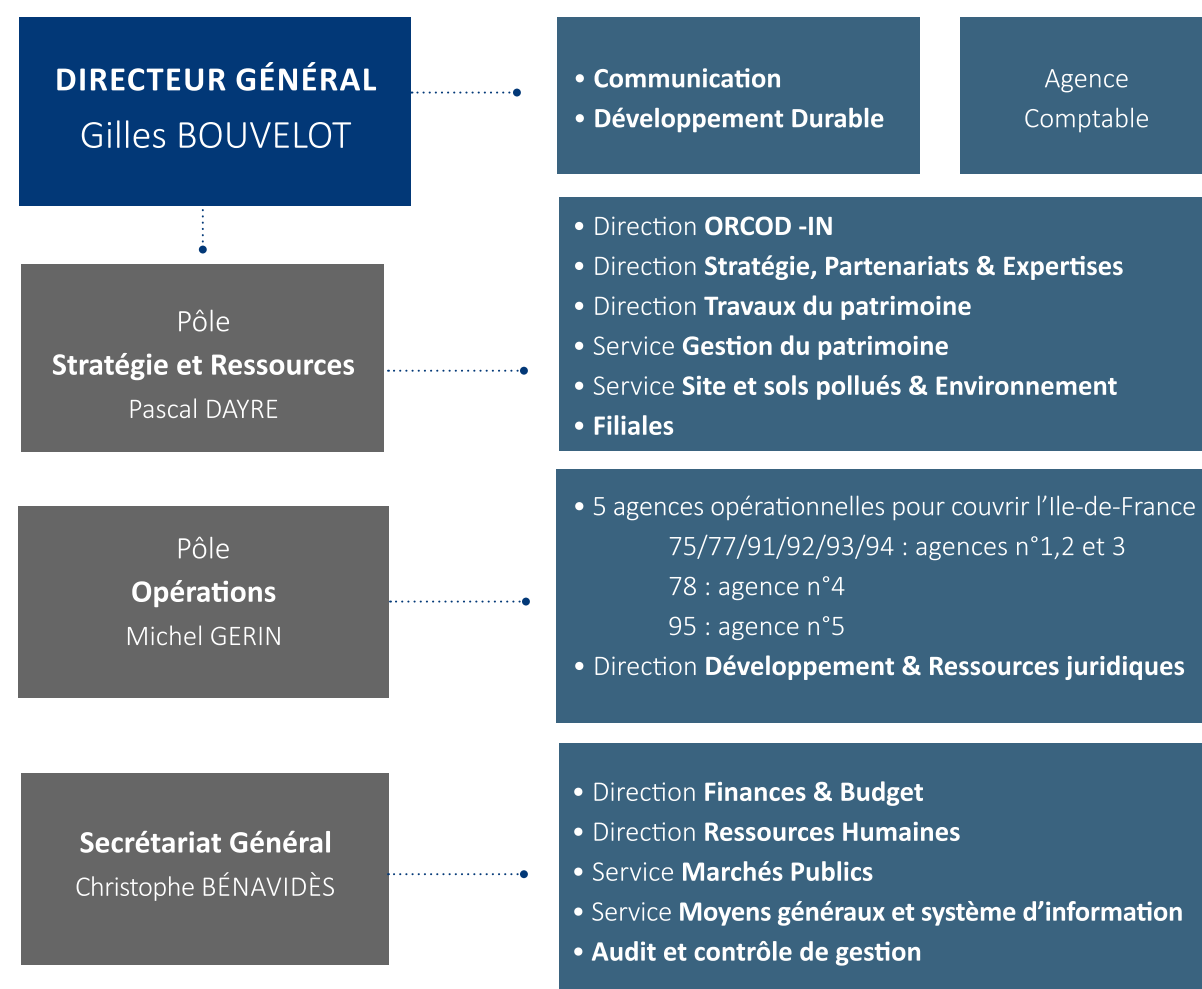 DIRECTEUR GÉNÉRAL
Gilles BOUVELOT
• Communication
• Développement Durable
Agence
Comptable
Pôle
Stratégie et Ressources
Pascal DAYRE
• Direction ORCOD -IN
• Direction Stratégie, Partenariats & Expertises
• Direction Travaux du patrimoine
• Service Gestion du patrimoine
• Service Site et sols pollués & Environnement
• Filiales
Pôle
Opérations
Michel GERIN
• 5 agences opérationnelles pour couvrir l'Ile-de-France
75/77/91/92/93/94 : agences n°1,2 et 3
78 : agence n°4
95 : agence n°5
• Direction Développement & Ressources juridiques
Secrétariat Général
Christophe BÉNAVIDÈS
• Direction Finances & Budget
• Direction Ressources Humaines
• Service Marchés Publics
• Service Moyens généraux et système d'information
• Audit et contrôle de gestion